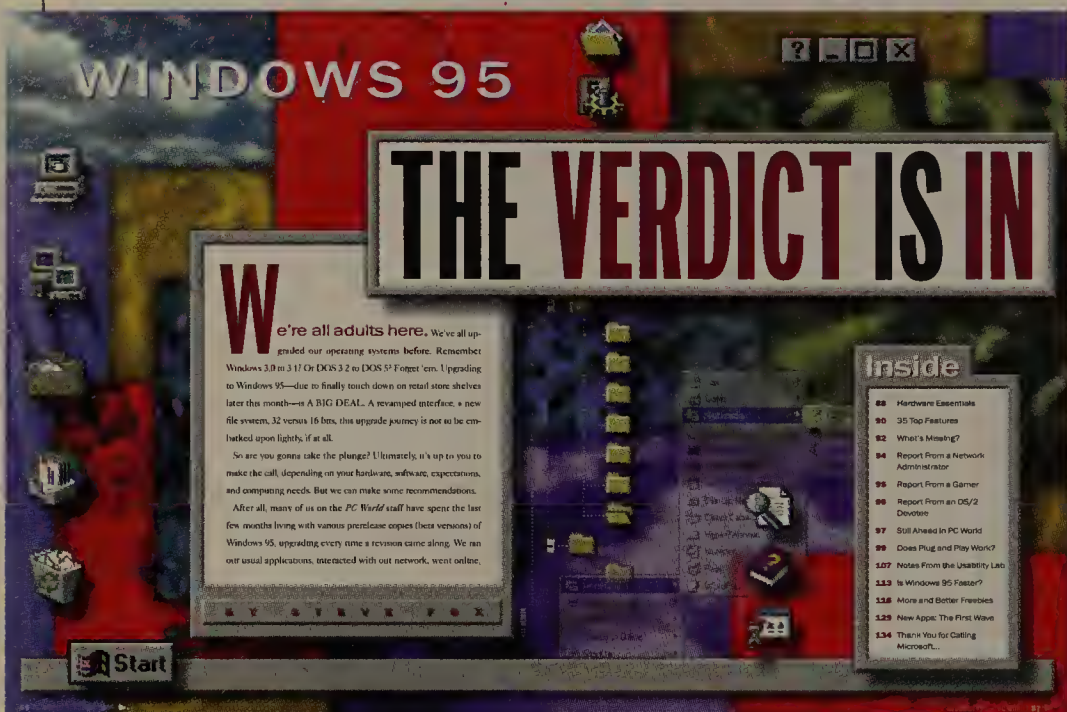 WINDOWS 95
THE VERDICT IS IN
We're all adults here. We've all up-
graded our operating systems before. Remember
Windows 3.0 to 3.1? Or DOS 3.2 to DOS 5? Forget 'em. Upgrading
to Windows 95—due to finally touch down on retail store shelves
later this month—is A BIG DEAL. A revamped interface, a new
file system, 32 versus 16 bits, this upgrade journey is not to be em-
barked upon lightly, if at all.
So are you gonna take the plunge? Ultimately, it's up to you to
make the call, depending on your hardware, software, expectations,
and computing needs. But we can make some recommendations.
After all, many of us on the PC World staff have spent the last
few months living with various prerelease copies (beta versions) of
Windows 95, upgrading every time a revision came along. We ran
our usual applications, interacted with our network, went online,
BY STEVE FOX
Inside
88 Hardware Essentials
90 35 Top Features
92 What's Missing?
94 Report From a Network
Administrator
95 Report From a Gamer
96 Report From an OS/2
Devotee
97 Still Ahead in PC World
99 Does Plug and Play Work?
107 Notes From the Usability Lab
113 Is Windows 95 Faster?
118 More and Better Freebies
129 New Apps: The First Wave
134 Thank You for Calling
Microsoft...
Start